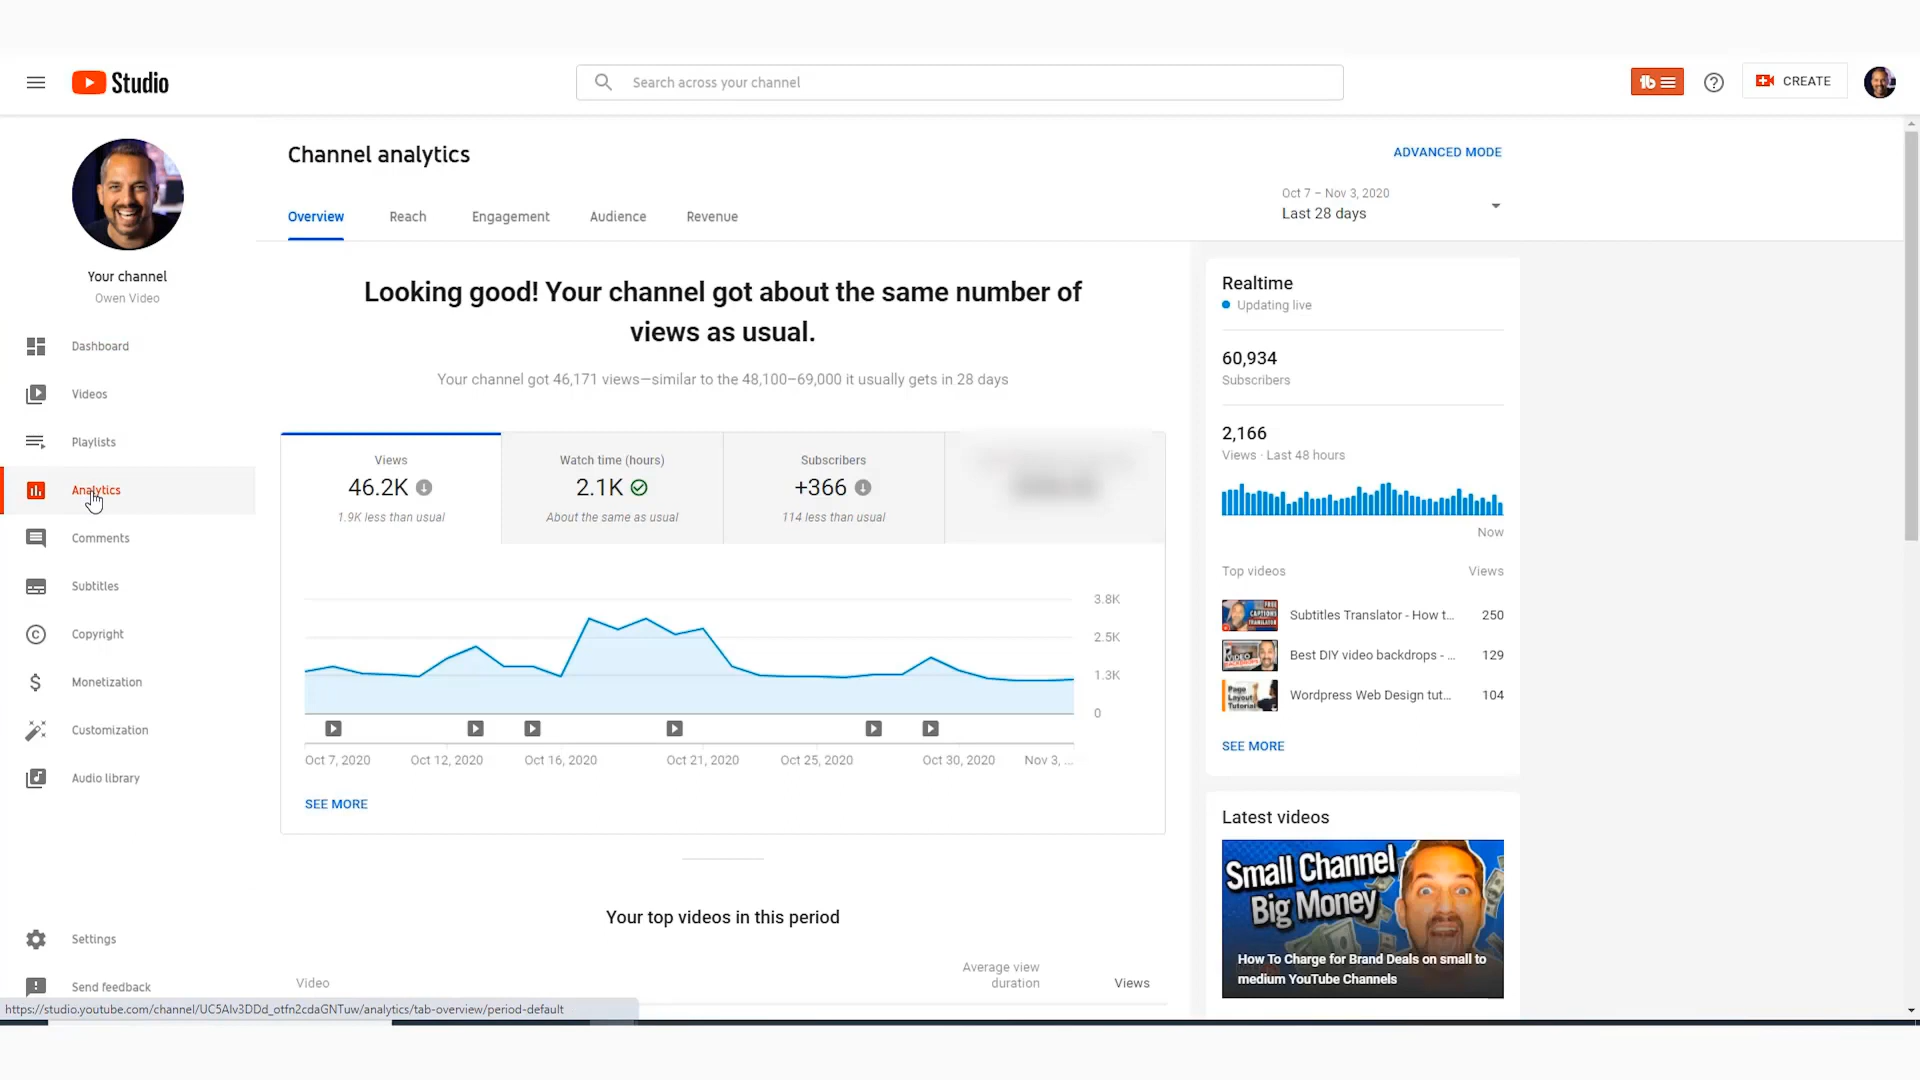 Studio
Search across your channel
tb
CREATE
Channel analytics
ADVANCED MODE
Oct 7 – Nov 3, 2020
Last 28 days
Overview
Reach
Engagement
Audience
Revenue
Your channel
Owen Video
Dashboard
Videos
Playlists
Analytics
Comments
Subtitles
Copyright
Monetization
Customization
Audio library
Settings
Send feedback
Looking good! Your channel got about the same number of
views as usual.
Your channel got 46,171 views—similar to the 48,100–69,000 it usually gets in 28 days
Views
46.2K
1.9K less than usual
Watch time (hours)
2.1K
About the same as usual
Subscribers
+366
114 less than usual
3.8K
2.5K
1.3K
0
Oct 7, 2020
Oct 12, 2020
Oct 16, 2020
Oct 21, 2020
Oct 25, 2020
Oct 30, 2020
Nov 3, ...
SEE MORE
Your top videos in this period
Video
Average view
duration
Views
Realtime
Updating live
60,934
Subscribers
2,166
Views · Last 48 hours
Now
Top videos
Views
FREE
CAPTIONS
TRANSLATOR
Subtitles Translator - How t...
250
VIDEO
BACKDROPS
Best DIY video backdrops - ...
129
Page
Layout
Tutorial
Wordpress Web Design tut...
104
SEE MORE
Latest videos
Small Channel
Big Money
How To Charge for Brand Deals on small to
medium YouTube Channels
https://studio.youtube.com/channel/UC5Alv3DDd_otfn2cdaGNTuw/analytics/tab-overview/period-default